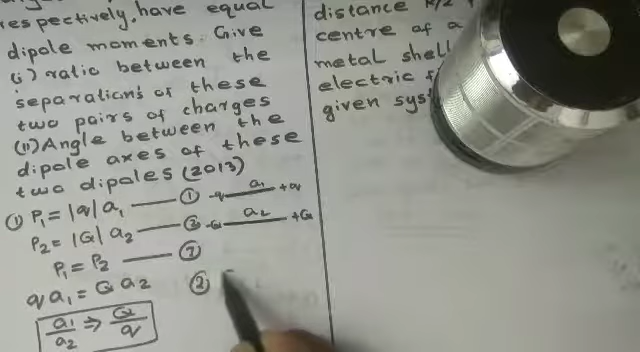 respectively, have equal
dipole moments. Give
(i) ratio between the
separations of these
two pairs of charges
(ii) Angle between the
dipole axes of these
two dipoles (2013)
① P₁ = |q| a₁ —— ① -q —— a₁ —— +q
P₂ = |Q| a₂ —— ② -Q —— a₂ —— +Q
P₁ = P₂ —— ②
q a₁ = Q a₂ ②
a₁/a₂ ⇒ Q/q
distance R/2
centre of a
metal shell
electric
given sys